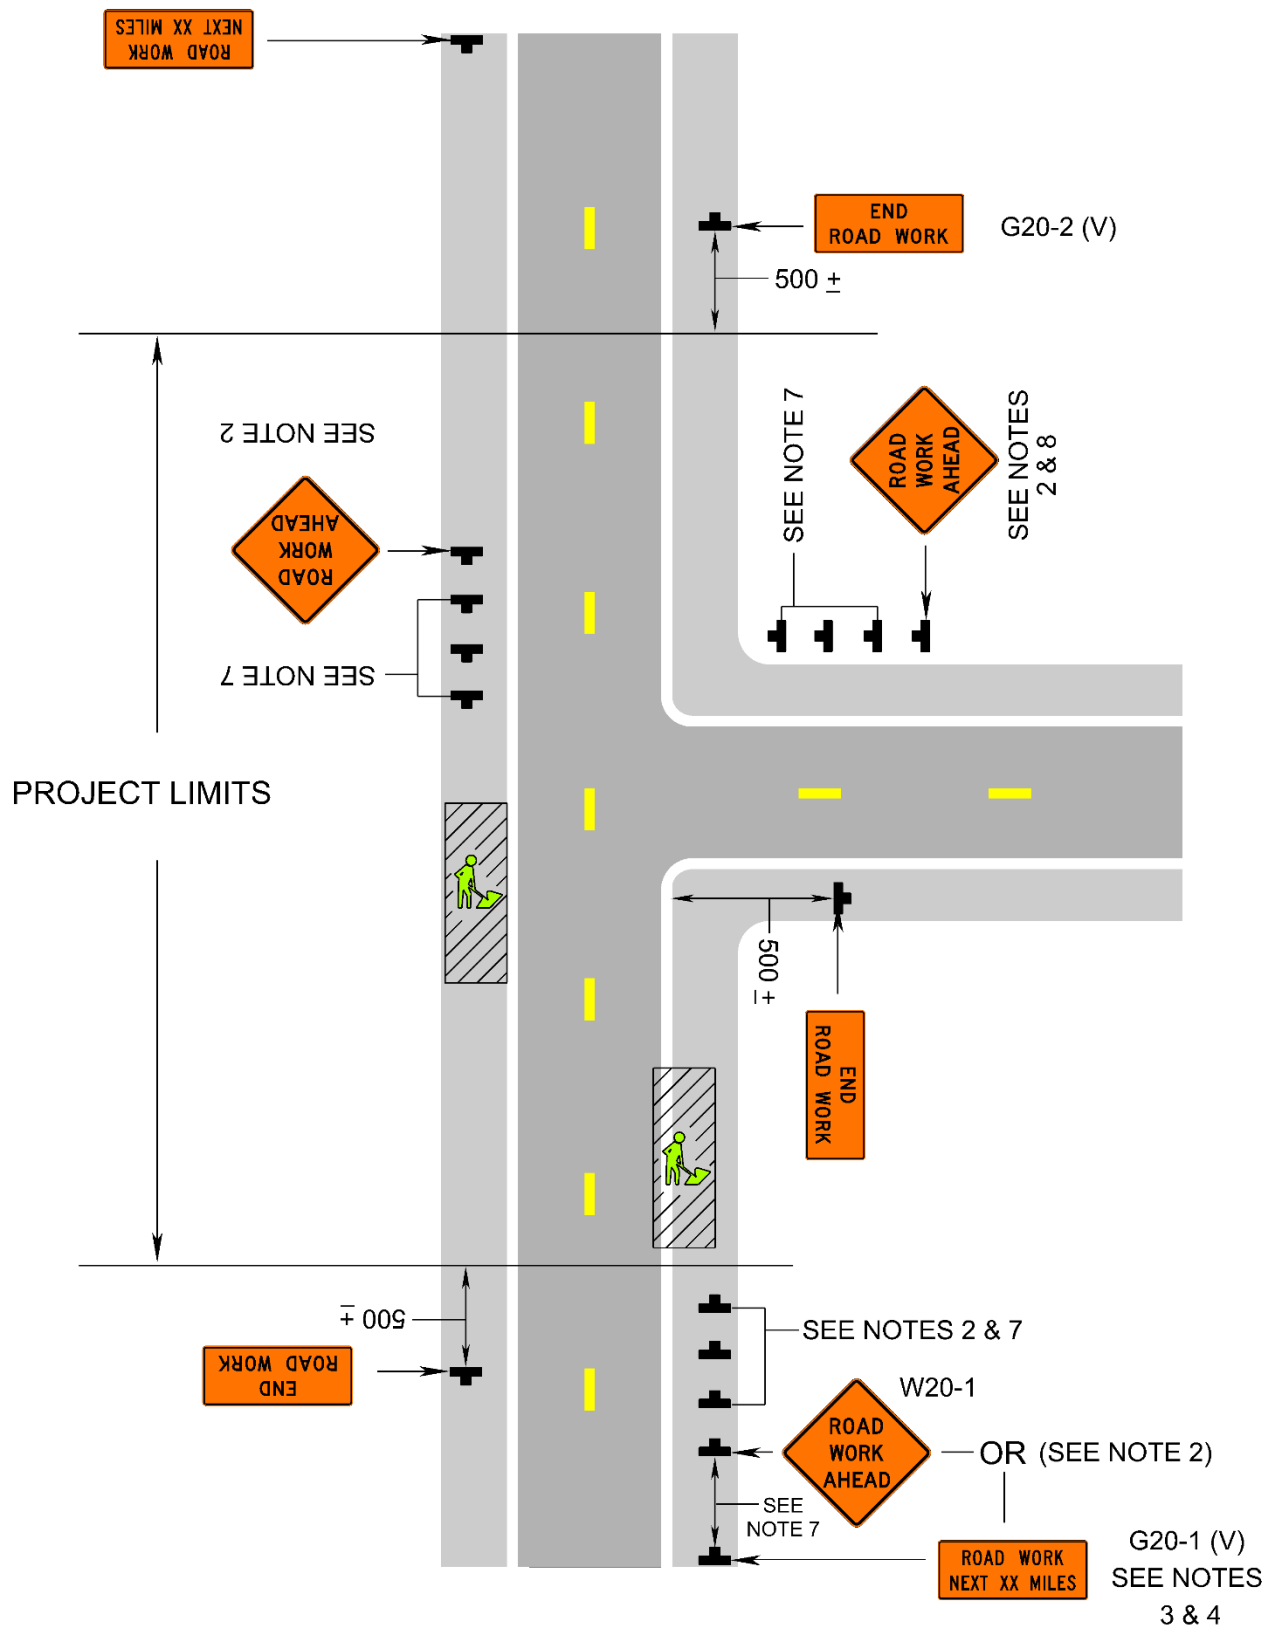 ROAD WORK
NEXT XX MILES
END
ROAD WORK
G20-2 (V)
500 ±
SEE NOTE 2
ROAD
WORK
AHEAD
SEE NOTE 7
SEE NOTE 7
ROAD
WORK
AHEAD
SEE NOTES
2 & 8
PROJECT LIMITS
500 ±
END
ROAD WORK
500 ±
END
ROAD WORK
SEE NOTES 2 & 7
W20-1
ROAD
WORK
AHEAD
OR (SEE NOTE 2)
SEE
NOTE 7
ROAD WORK
NEXT XX MILES
G20-1 (V)
SEE NOTES
3 & 4